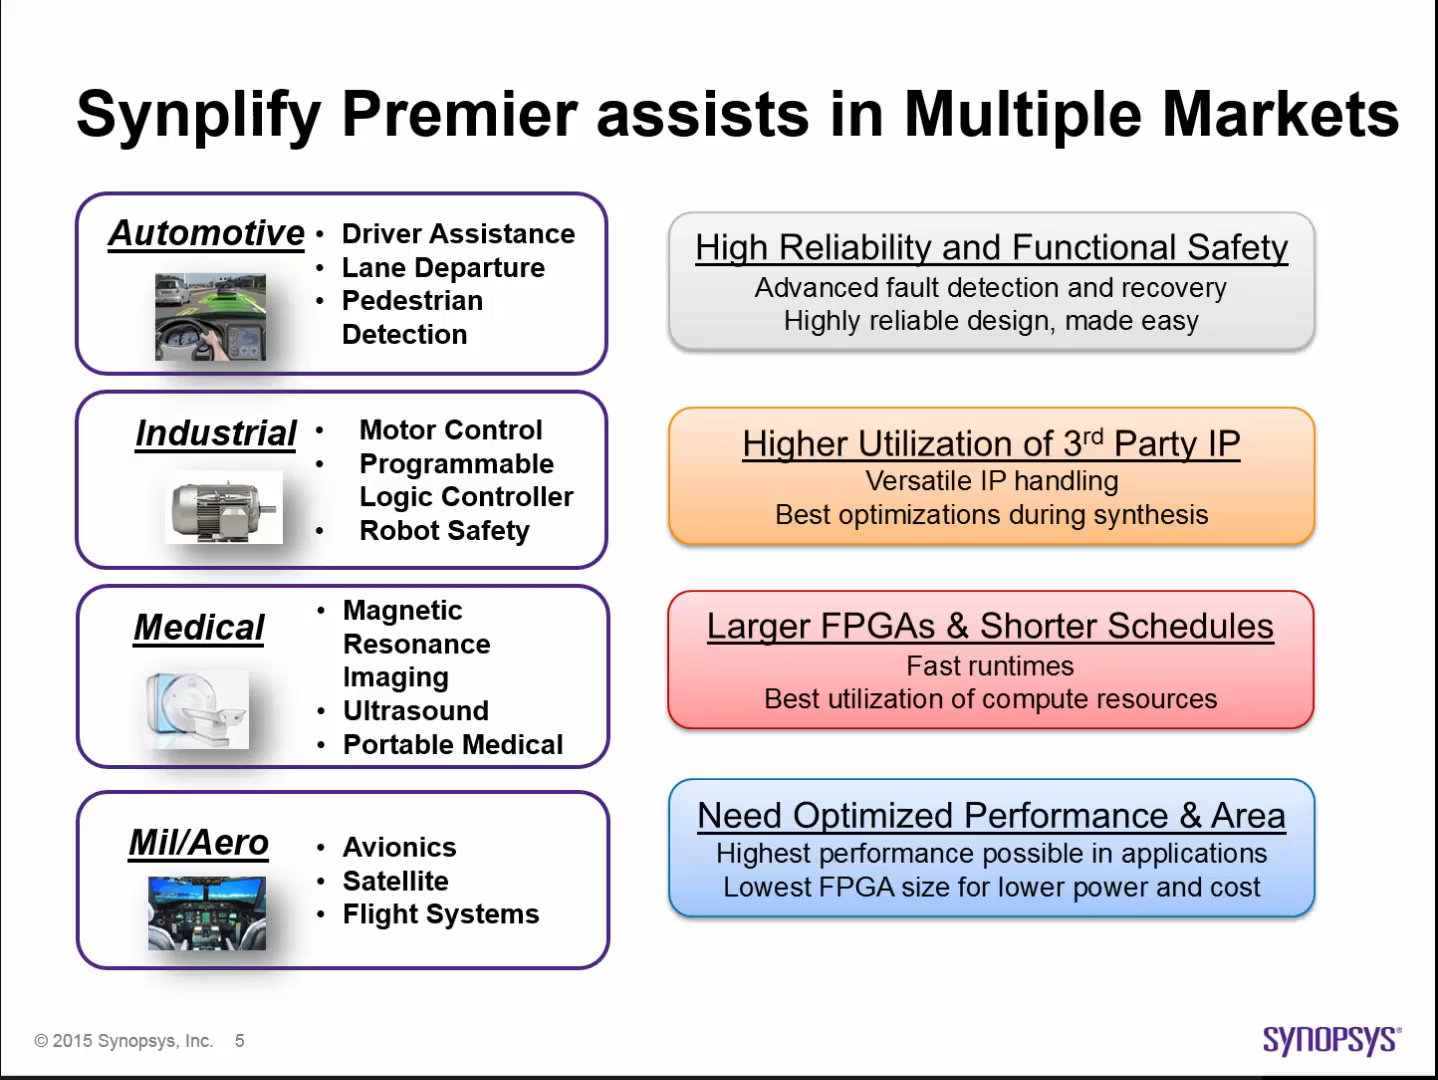 Synplify Premier assists in Multiple Markets
Automotive
• Driver Assistance
• Lane Departure
• Pedestrian
Detection
Industrial
• Motor Control
• Programmable
Logic Controller
• Robot Safety
Medical
• Magnetic
Resonance
Imaging
• Ultrasound
• Portable Medical
Mil/Aero
• Avionics
• Satellite
• Flight Systems
High Reliability and Functional Safety
Advanced fault detection and recovery
Highly reliable design, made easy
Higher Utilization of 3rd Party IP
Versatile IP handling
Best optimizations during synthesis
Larger FPGAs & Shorter Schedules
Fast runtimes
Best utilization of compute resources
Need Optimized Performance & Area
Highest performance possible in applications
Lowest FPGA size for lower power and cost
© 2015 Synopsys, Inc. 5
SYNOPSYS®